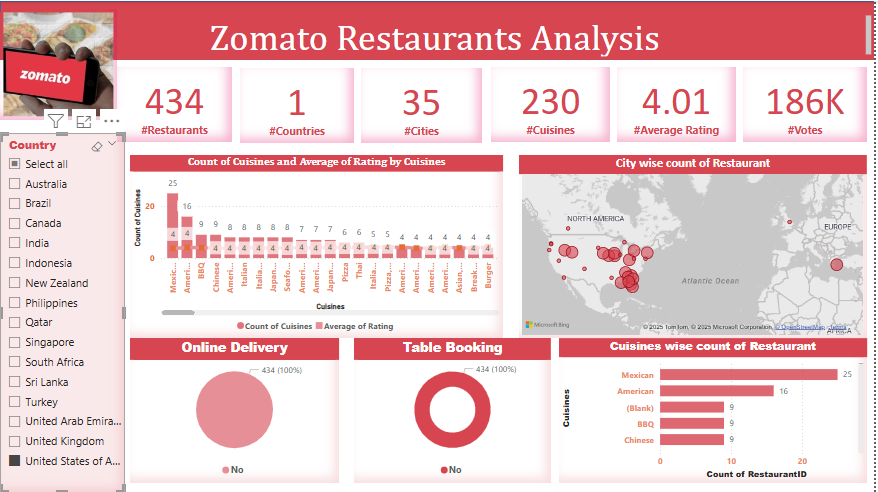 Zomato Restaurants Analysis
zomato
434
#Restaurants
1
#Countries
35
#Cities
230
#Cuisines
4.01
#Average Rating
186K
#Votes
Country
Select all
Australia
Brazil
Canada
India
Indonesia
New Zealand
Philippines
Qatar
Singapore
South Africa
Sri Lanka
Turkey
United Arab Emira...
United Kingdom
United States of A...
Count of Cuisines and Average of Rating by Cuisines
Count of Cuisines
20
0
25 16 9 9 8 8 8 8 8 7 7 7 6 6 5 5 4 4 4 4 4 4 4
4 4 4 4 4 4 4 4 4 4 4 4 4 4 4 4 4 4 4 4 4 4 4
Mexic... Ameri... BBQ Chinese Ameri... Italian Italia... Japan... Seafo... Ameri... Ameri... Japan... Pizza Thai Italia... Pizza,... Ameri... Ameri... Ameri... Ameri... Asian,... Break... Burger
Cuisines
Count of Cuisines Average of Rating
City wise count of Restaurant
NORTH AMERICA
EUROPE
Atlantic Ocean
AFRICA
Microsoft Bing
© 2025 TomTom, © 2025 Microsoft Corporation, © OpenStreetMap Terms
Online Delivery
434 (100%)
No
Table Booking
434 (100%)
No
Cuisines wise count of Restaurant
Cuisines
Mexican 25
American 16
(Blank) 9
BBQ 9
Chinese 9
0 10 20
Count of RestaurantID